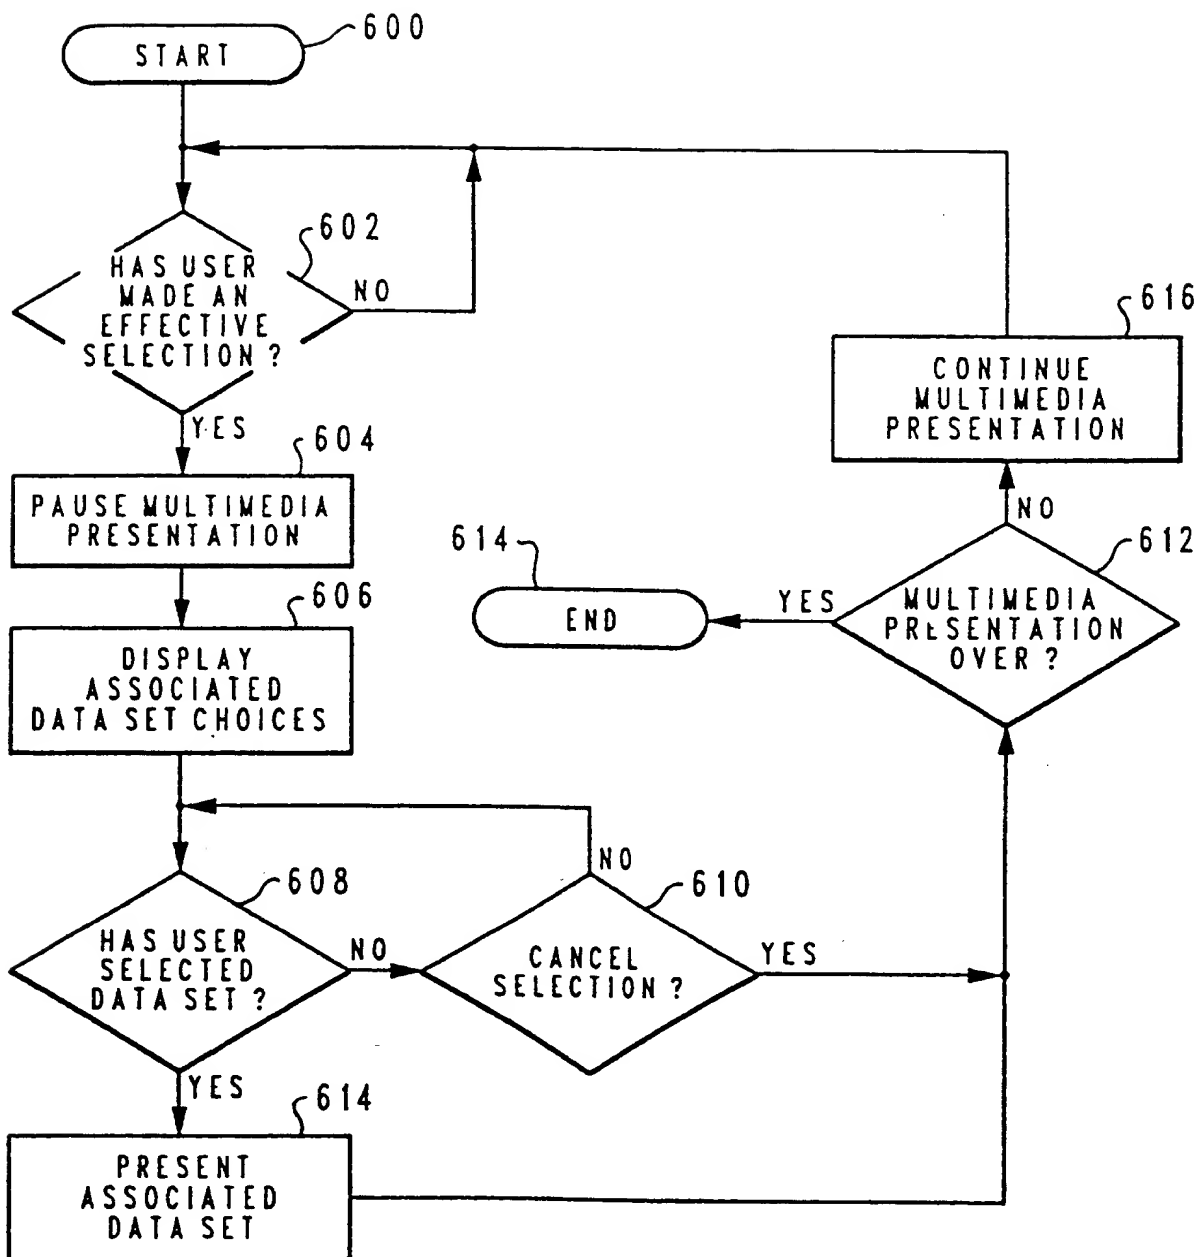 600
START
602
HAS USER
MADE AN
EFFECTIVE
SELECTION ?
NO
YES
604
PAUSE MULTIMEDIA
PRESENTATION
606
DISPLAY
ASSOCIATED
DATA SET CHOICES
608
HAS USER
SELECTED
DATA SET ?
NO
YES
610
CANCEL
SELECTION ?
NO
YES
614
PRESENT
ASSOCIATED
DATA SET
612
MULTIMEDIA
PRESENTATION
OVER ?
YES
NO
614
END
616
CONTINUE
MULTIMEDIA
PRESENTATION